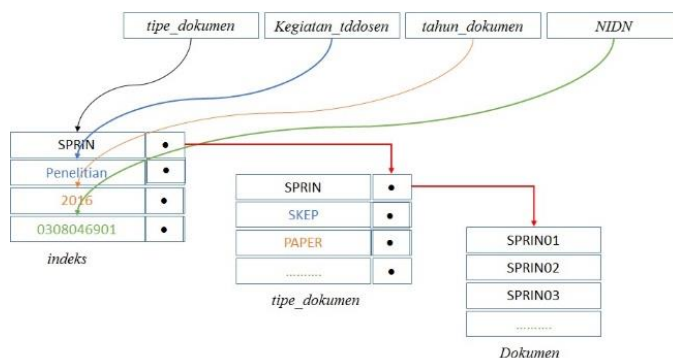 tipe_dokumen
Kegiatan_tddosen
tahun_dokumen
NIDN
SPRIN
Penelitian
2016
0308046901
indeks
SPRIN
SKEP
PAPER
..........
tipe_dokumen
SPRIN01
SPRIN02
SPRIN03
..........
Dokumen